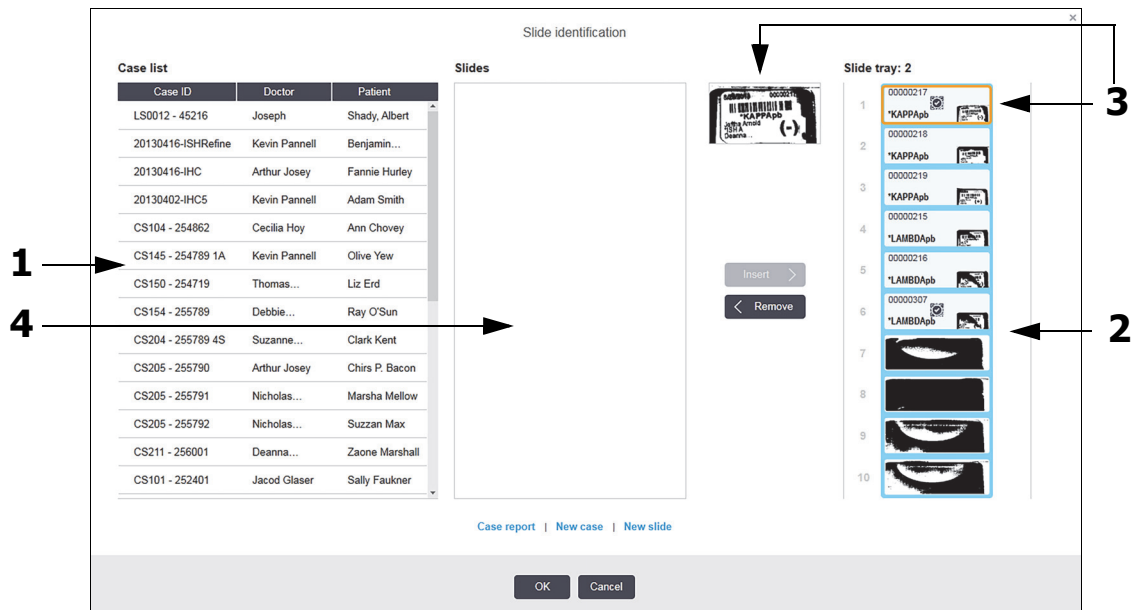 Slide identification
×
Case list
Slides
Slide tray: 2
Case ID Doctor Patient
LS0012 - 45216 Joseph Shady, Albert
20130416-ISHRefine Kevin Pannell Benjamin...
20130416-IHC Arthur Josey Fannie Hurley
20130402-IHC5 Kevin Pannell Adam Smith
CS104 - 254862 Cecilia Hoy Ann Chovey
CS145 - 254789 1A Kevin Pannell Olive Yew
CS150 - 254719 Thomas... Liz Erd
CS154 - 255789 Debbie... Ray O'Sun
CS204 - 255789 4S Suzanne... Clark Kent
CS205 - 255790 Arthur Josey Chirs P. Bacon
CS205 - 255791 Nicholas... Marsha Mellow
CS205 - 255792 Nicholas... Suzzan Max
CS211 - 256001 Deanna... Zaone Marshall
CS101 - 252401 Jacod Glaser Sally Faukner
*KAPPApb
Jeffha Arnold
*ISH A
Deanna...
(-)
Insert >
< Remove
1 00000217
*KAPPApb
2 00000218
*KAPPApb
3 00000219
*KAPPApb
4 00000215
*LAMBDApb
5 00000216
*LAMBDApb
6 00000307
*LAMBDApb
7
8
9
10
Case report | New case | New slide
OK Cancel
1
4
3
2